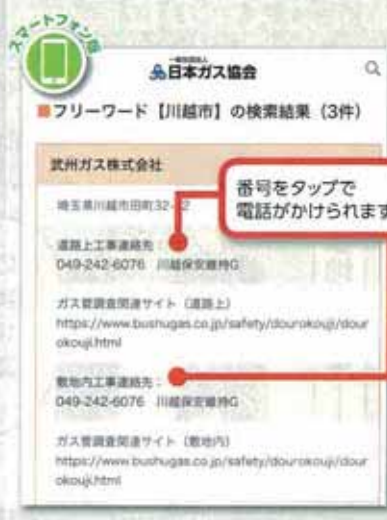 スマートフォン版
一般社団法人
日本ガス協会
■フリーワード【川越市】の検索結果（3件）
武州ガス株式会社
埼玉県川越市田町32-12
番号をタップで
電話がかけられます
道路上工事連絡先：
049-242-6076 川越保安維持G
ガス管調査関連サイト（道路上）
https://www.bushugas.co.jp/safety/dourokouji/dour
okouji.html
敷地内工事連絡先：
049-242-6076 川越保安維持G
ガス管調査関連サイト（敷地内）
https://www.bushugas.co.jp/safety/dourokouji/dour
okouji.html